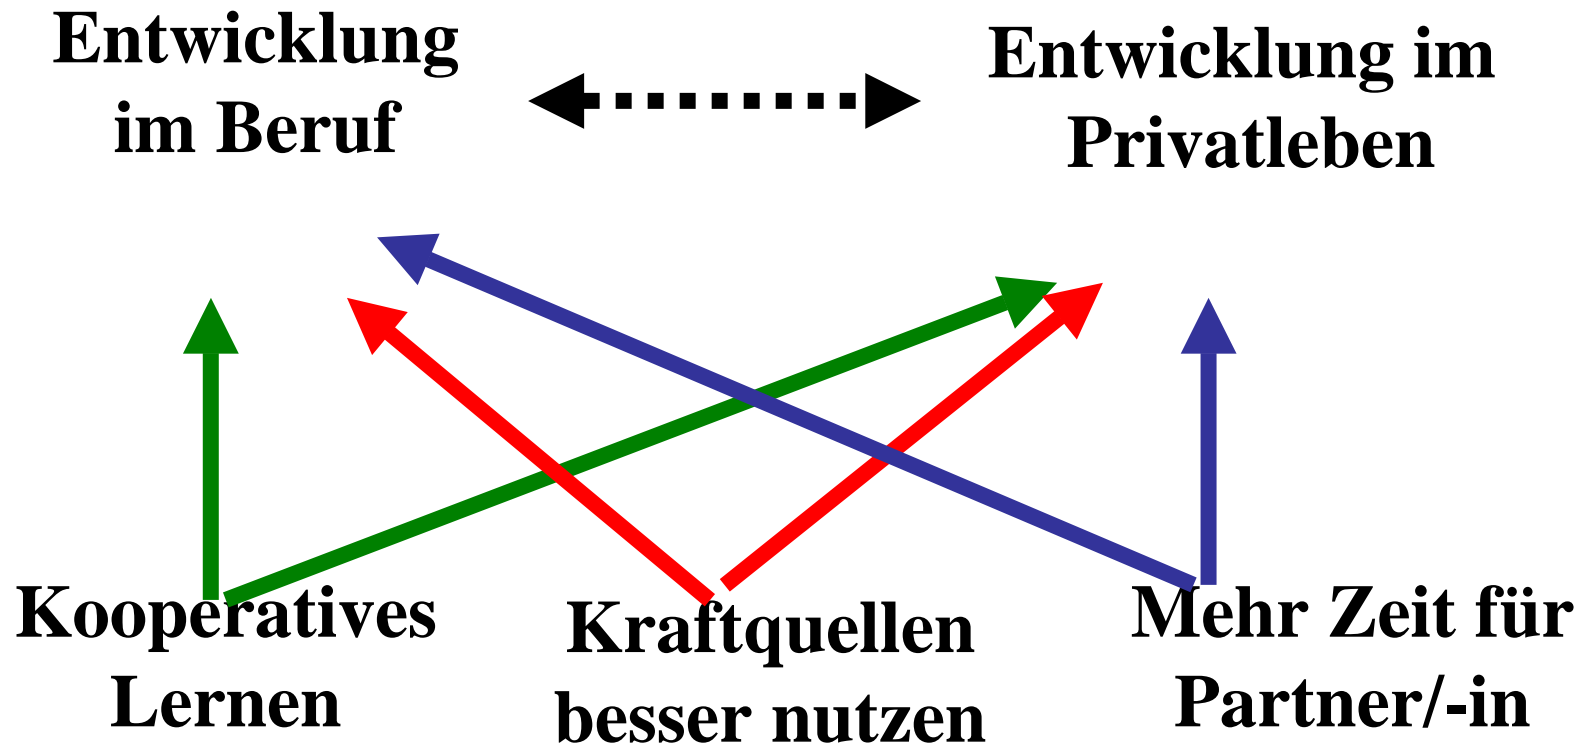 Entwicklung
im Beruf
Entwicklung im
Privatleben
Kooperatives
Lernen
Kraftquellen
besser nutzen
Mehr Zeit für
Partner/-in